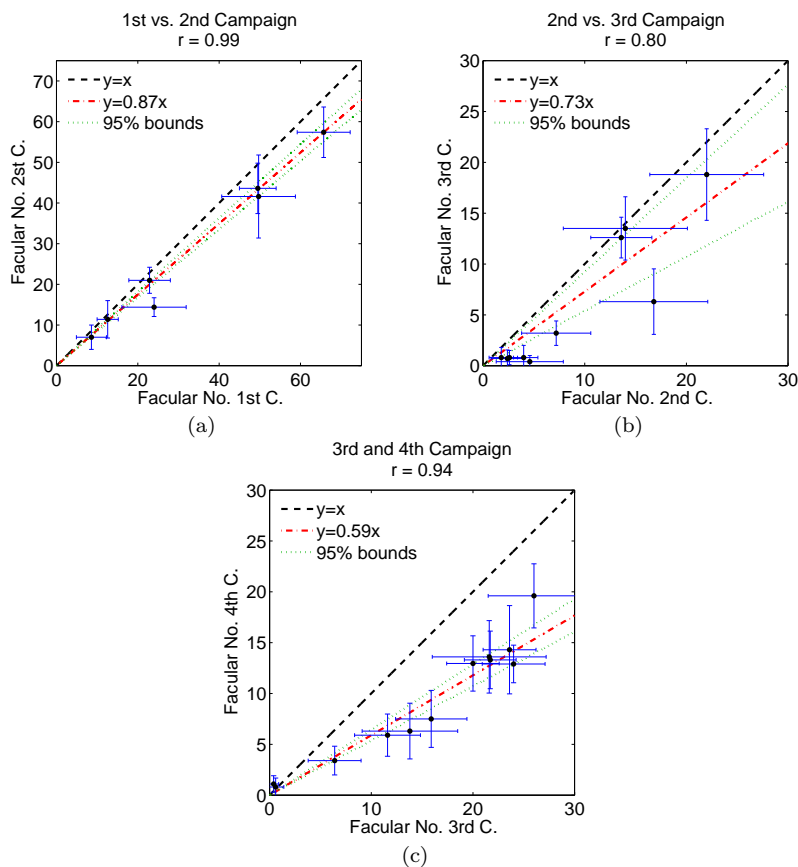 1st vs. 2nd Campaign
r = 0.99
70
60
50
40
30
20
10
0
0
20
40
60
Facular No. 2st C.
Facular No. 1st C.
y=x
y=0.87x
95% bounds
(a)
2nd vs. 3rd Campaign
r = 0.80
30
25
20
15
10
5
0
0
10
20
30
Facular No. 3rd C.
Facular No. 2nd C.
y=x
y=0.73x
95% bounds
(b)
3rd and 4th Campaign
r = 0.94
30
25
20
15
10
5
0
0
10
20
30
Facular No. 4th C.
Facular No. 3rd C.
y=x
y=0.59x
95% bounds
(c)